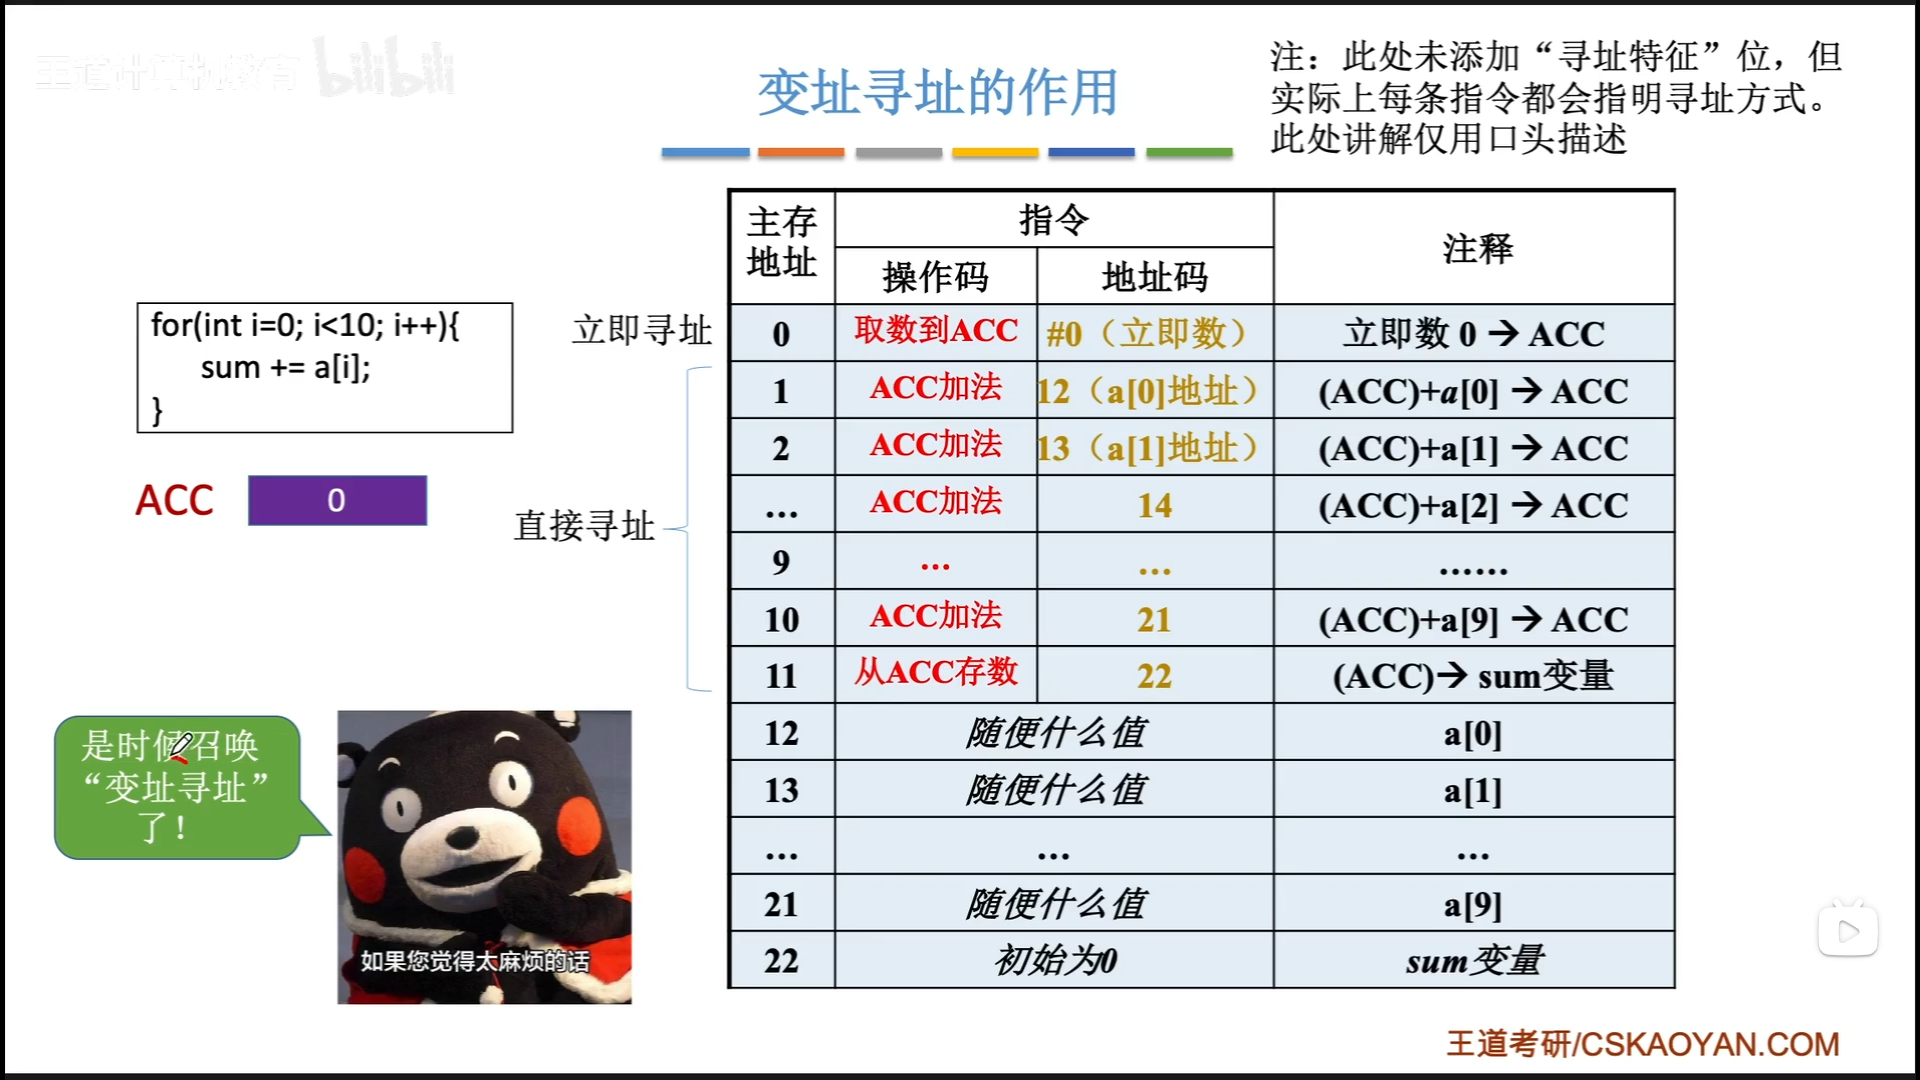 王道计算机教育 bilibili
变址寻址的作用
注：此处未添加“寻址特征”位，但
实际上每条指令都会指明寻址方式。
此处讲解仅用口头描述
for(int i=0; i<10; i++){
sum += a[i];
}
ACC 0
立即寻址
直接寻址
是时候召唤
“变址寻址”
了！
如果您觉得太麻烦的话
主存地址 指令 注释
操作码 地址码
0 取数到ACC #0（立即数） 立即数 0 → ACC
1 ACC加法 12（a[0]地址） (ACC)+a[0] → ACC
2 ACC加法 13（a[1]地址） (ACC)+a[1] → ACC
… ACC加法 14 (ACC)+a[2] → ACC
9 … … ……
10 ACC加法 21 (ACC)+a[9] → ACC
11 从ACC存数 22 (ACC)→ sum变量
12 随便什么值 a[0]
13 随便什么值 a[1]
… … …
21 随便什么值 a[9]
22 初始为0 sum变量
王道考研/CSKAOYAN.COM